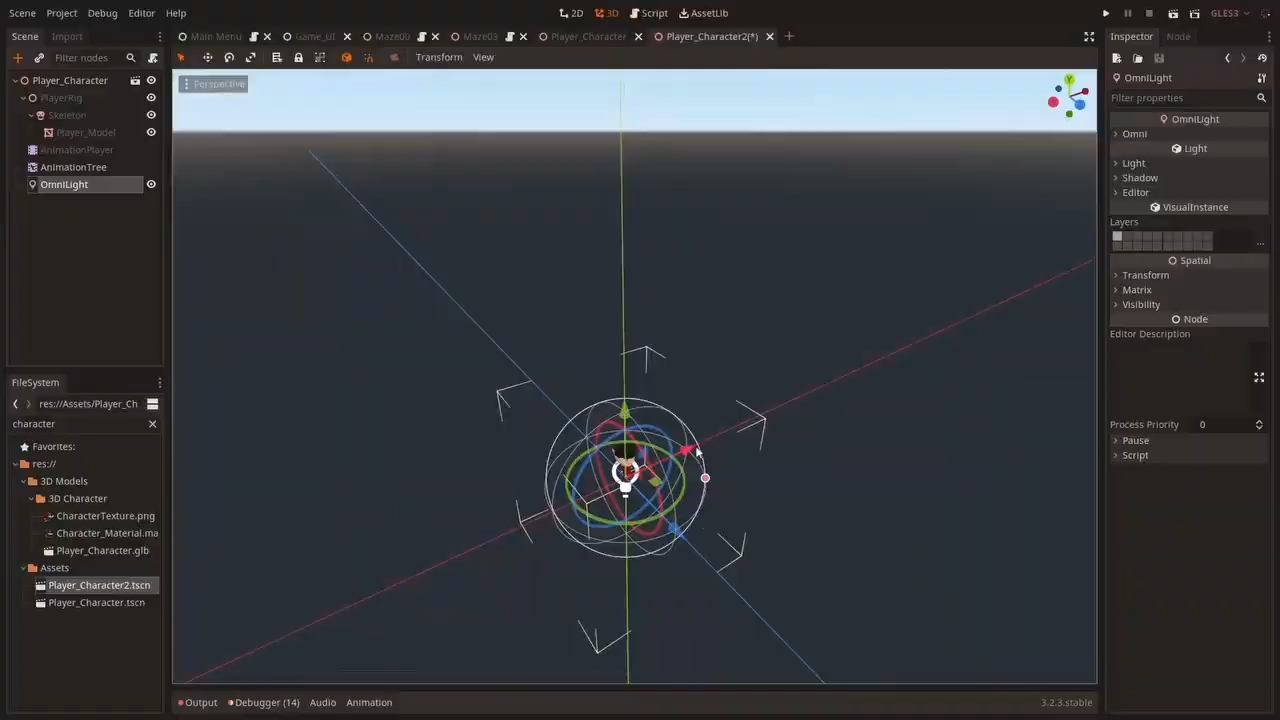 Scene Project Debug Editor Help
2D 3D Script AssetLib
GLES3
Scene Import
Main Menu Game_UI Maze00 Maze03 Player_Character Player_Character2(*)
Inspector Node
Filter nodes
Transform View
Player_Character
PlayerRig
Skeleton
Player_Model
AnimationPlayer
AnimationTree
OmniLight
Perspective
Y
OmniLight
Filter properties
OmniLight
Omni
Light
Light
Shadow
Editor
VisualInstance
Layers
...
Spatial
Transform
Matrix
Visibility
Node
Editor Description
Process Priority 0
Pause
Script
FileSystem
res://Assets/Player_Ch
character
Favorites:
res://
3D Models
3D Character
CharacterTexture.png
Character_Material.ma
Player_Character.glb
Assets
Player_Character2.tscn
Player_Character.tscn
Output Debugger (14) Audio Animation
3.2.3.stable